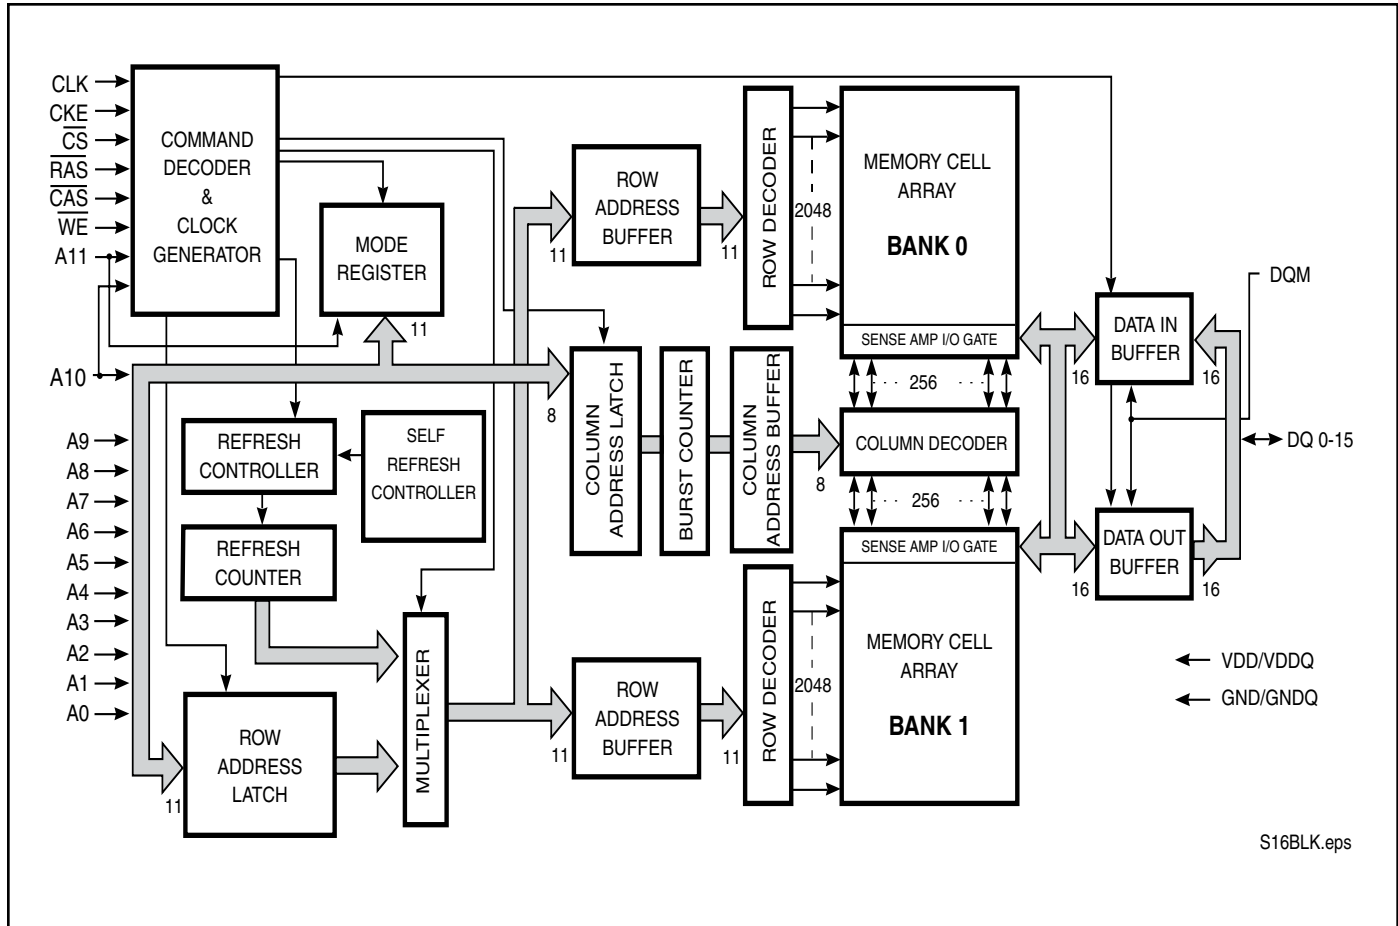 CLK
CKE
CS
RAS
CAS
WE
A11
A10
A9
A8
A7
A6
A5
A4
A3
A2
A1
A0
COMMAND
DECODER
&
CLOCK
GENERATOR
MODE
REGISTER
11
REFRESH
CONTROLLER
SELF
REFRESH
CONTROLLER
REFRESH
COUNTER
ROW
ADDRESS
LATCH
11
MULTIPLEXER
ROW
ADDRESS
BUFFER
11
11
ROW DECODER
2048
MEMORY CELL
ARRAY
BANK 0
SENSE AMP I/O GATE
256
8
COLUMN
ADDRESS LATCH
BURST COUNTER
COLUMN
ADDRESS BUFFER
8
COLUMN DECODER
256
SENSE AMP I/O GATE
MEMORY CELL
ARRAY
BANK 1
ROW
ADDRESS
BUFFER
11
11
ROW DECODER
2048
DATA IN
BUFFER
16
16
DATA OUT
BUFFER
16
16
DQM
DQ 0-15
VDD/VDDQ
GND/GNDQ
S16BLK.eps